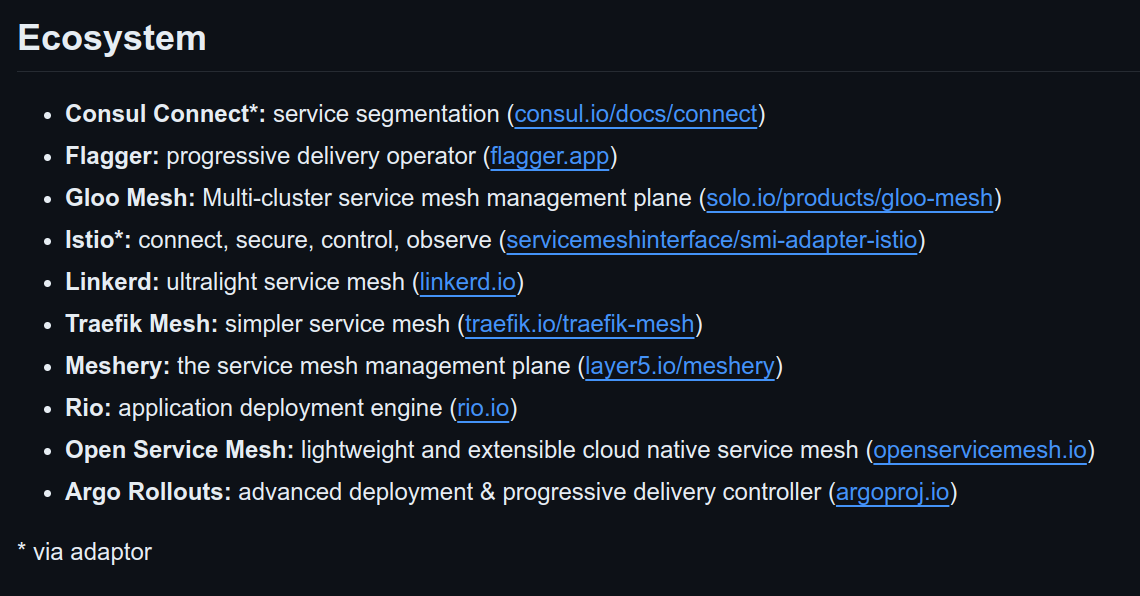 Ecosystem
• Consul Connect*: service segmentation (consul.io/docs/connect)
• Flagger: progressive delivery operator (flagger.app)
• Gloo Mesh: Multi-cluster service mesh management plane (solo.io/products/gloo-mesh)
• Istio*: connect, secure, control, observe (servicemeshinterface/smi-adapter-istio)
• Linkerd: ultralight service mesh (linkerd.io)
• Traefik Mesh: simpler service mesh (traefik.io/traefik-mesh)
• Meshery: the service mesh management plane (layer5.io/meshery)
• Rio: application deployment engine (rio.io)
• Open Service Mesh: lightweight and extensible cloud native service mesh (openservicemesh.io)
• Argo Rollouts: advanced deployment & progressive delivery controller (argoproj.io)
* via adaptor